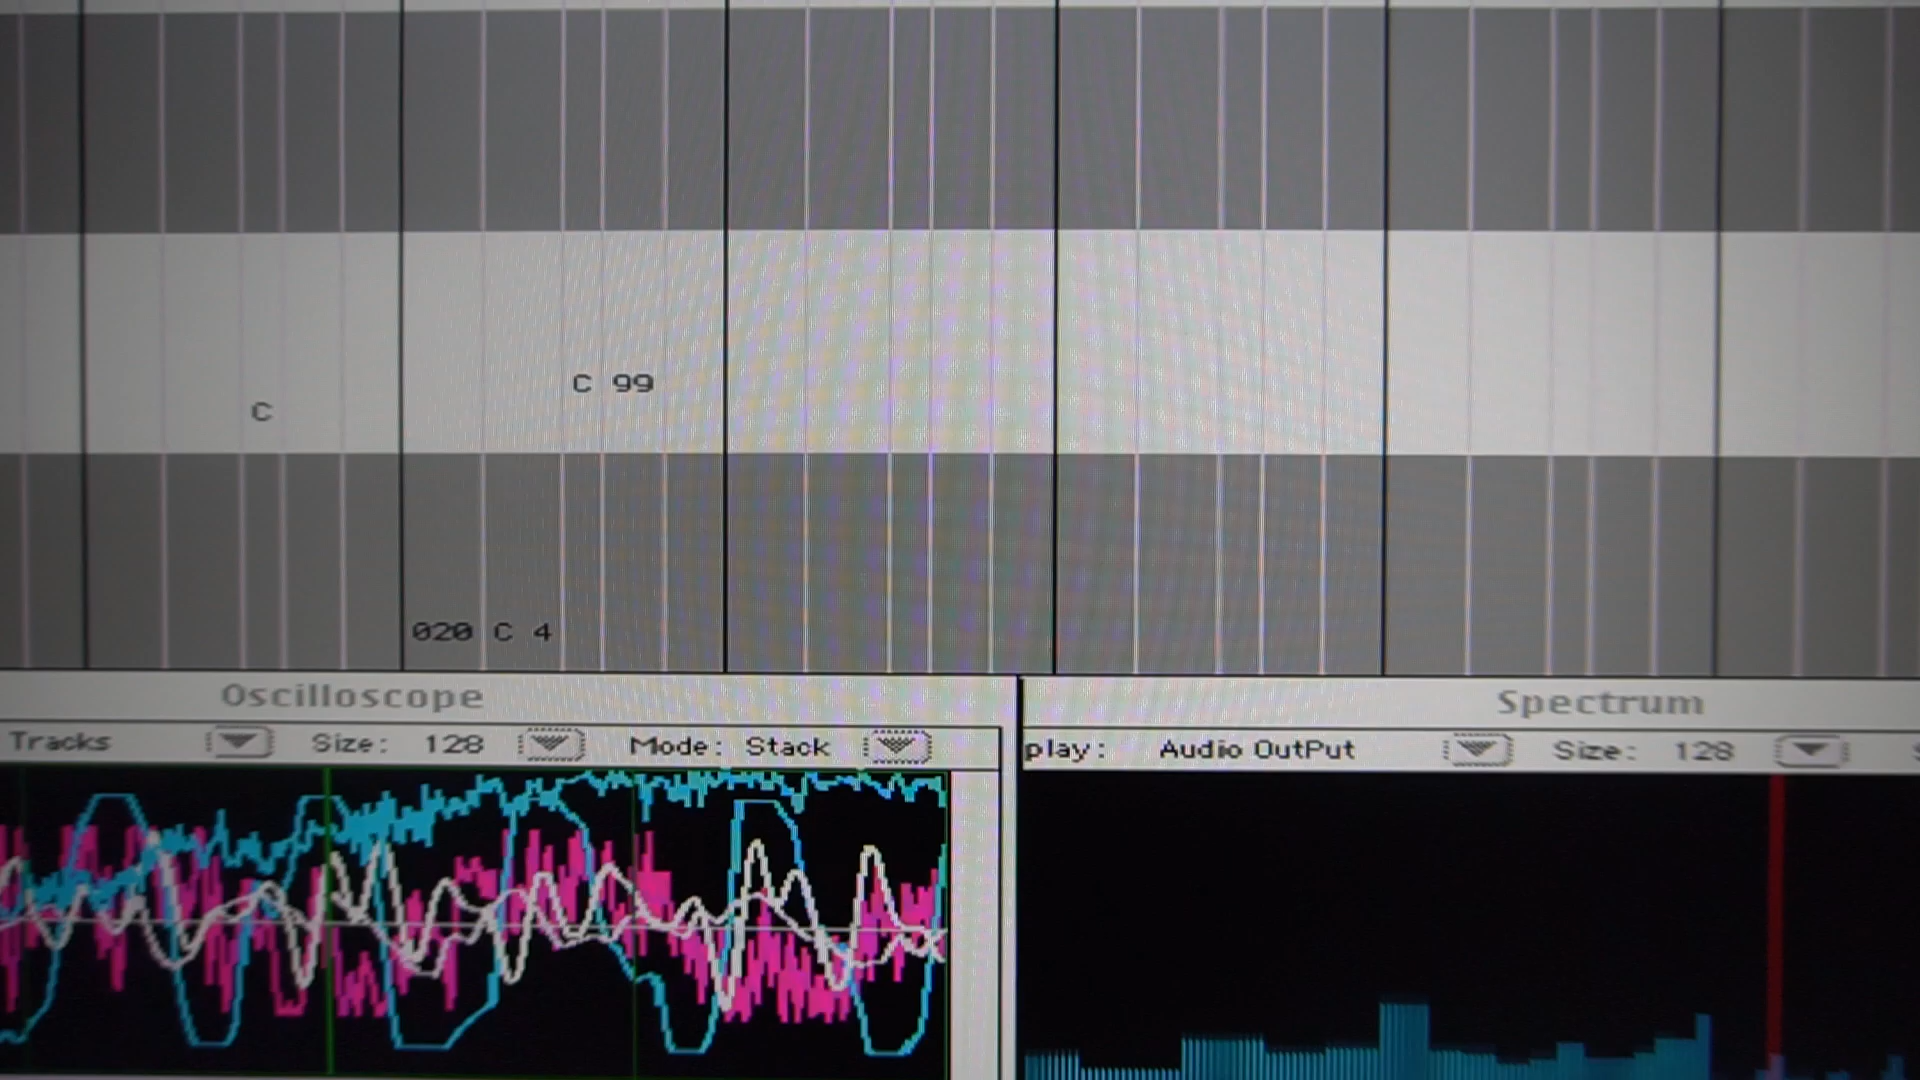 C 99
C
020 C 4
Oscilloscope
Spectrum
Tracks Size: 128 Mode: Stack
play: Audio OutPut Size: 128